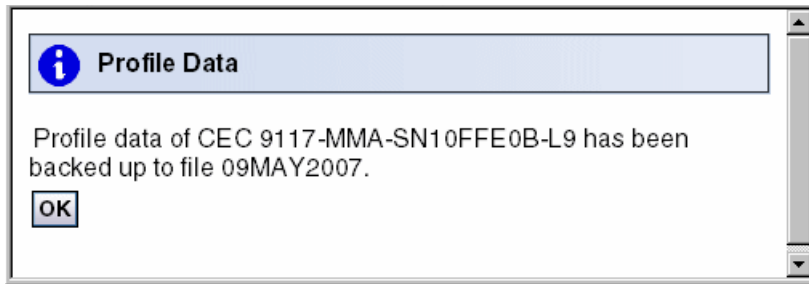 Profile Data
Profile data of CEC 9117-MMA-SN10FFE0B-L9 has been
backed up to file 09MAY2007.
OK